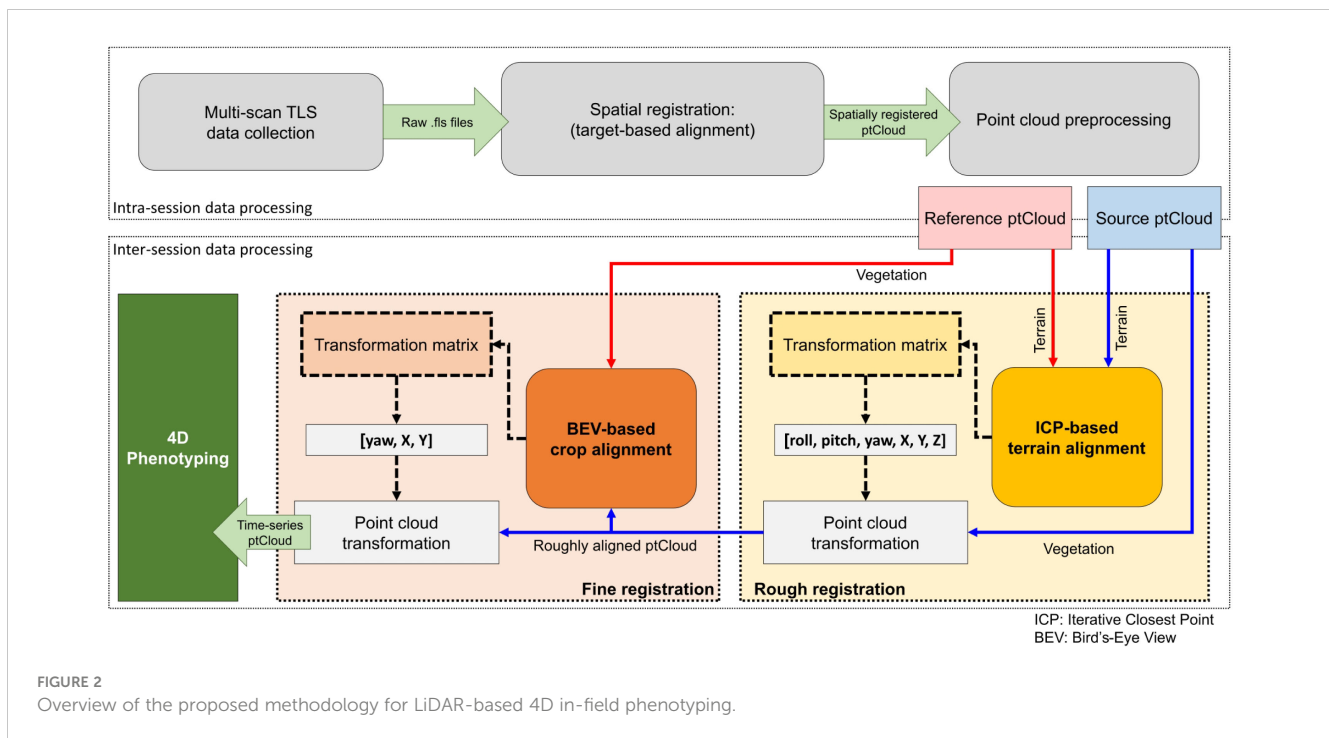 Multi-scan TLS
data collection
Raw .fls files
Spatial registration:
(target-based alignment)
Spatially registered
ptCloud
Point cloud preprocessing
Intra-session data processing
Reference ptCloud
Source ptCloud
Inter-session data processing
Vegetation
Terrain
Terrain
4D
Phenotyping
Transformation matrix
[yaw, X, Y]
Point cloud
transformation
BEV-based
crop alignment
Time-series
ptCloud
Roughly aligned ptCloud
Fine registration
Transformation matrix
[roll, pitch, yaw, X, Y, Z]
Point cloud
transformation
ICP-based
terrain alignment
Vegetation
Rough registration
ICP: Iterative Closest Point
BEV: Bird's-Eye View
FIGURE 2
Overview of the proposed methodology for LiDAR-based 4D in-field phenotyping.